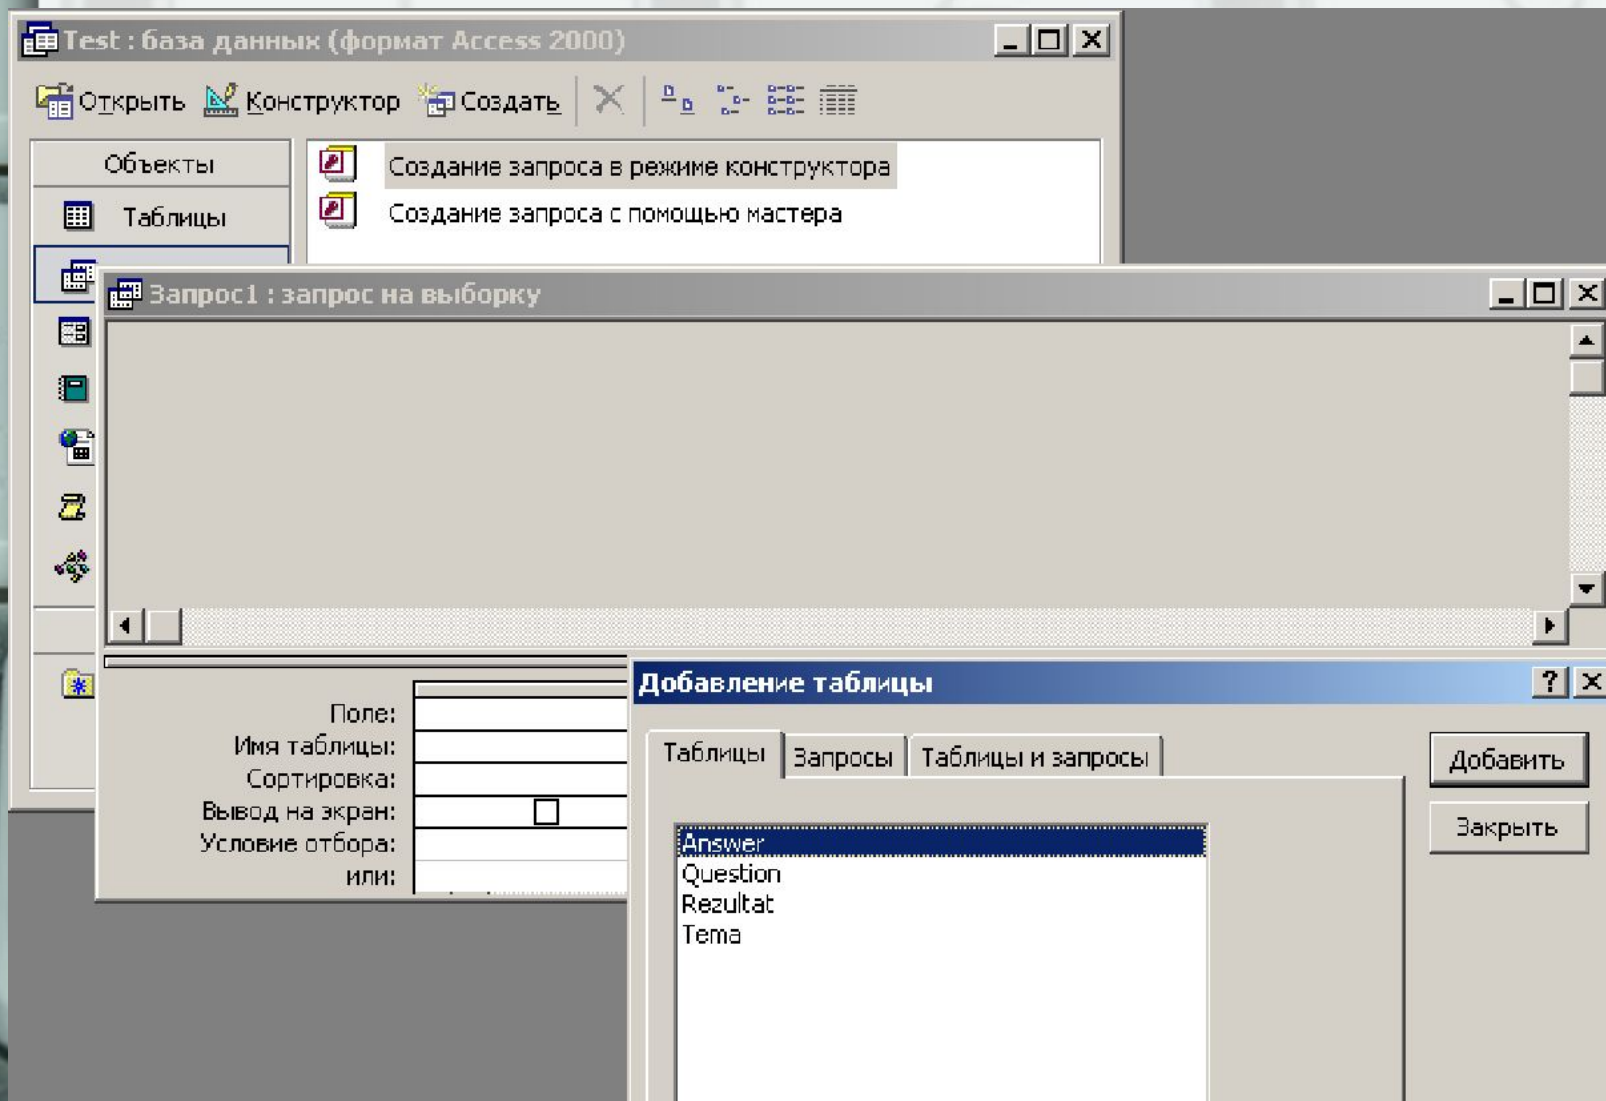 Test : база данных (формат Access 2000)
Открыть Конструктор Создать
Объекты
Создание запроса в режиме конструктора
Таблицы
Создание запроса с помощью мастера
Запрос1 : запрос на выборку
Поле:
Имя таблицы:
Сортировка:
Вывод на экран:
Условие отбора:
или:
Добавление таблицы
Таблицы Запросы Таблицы и запросы
Добавить
Закрыть
Answer
Question
Rezultat
Tema